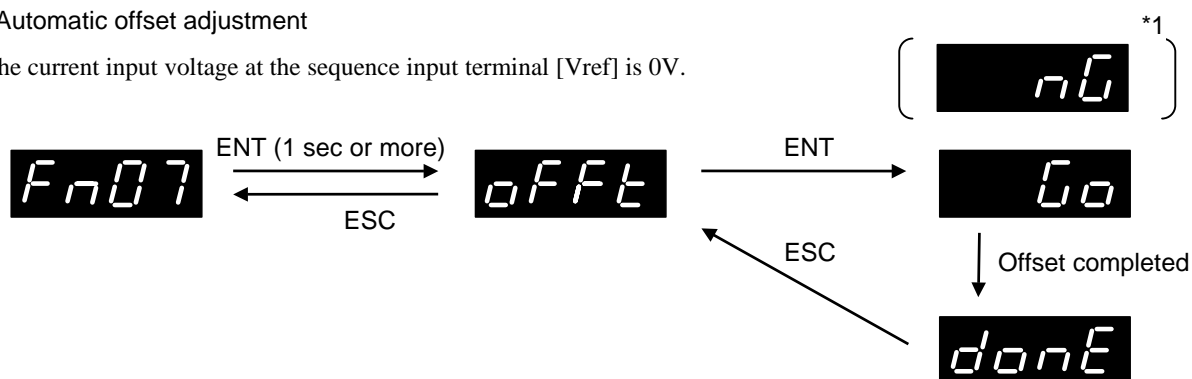 Automatic offset adjustment
*1
he current input voltage at the sequence input terminal [Vref] is 0V.
nG
ENT (1 sec or more)
ENT
Fn07
oFFt
Go
ESC
ESC
Offset completed
donE